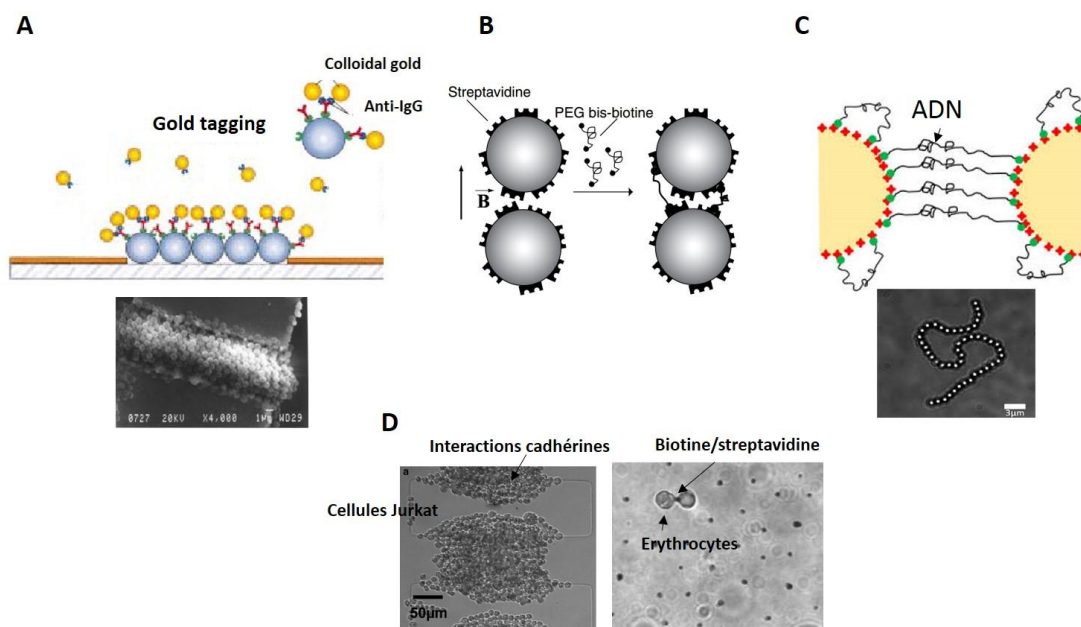 A
Colloidal gold
Anti-IgG
Gold tagging
0727 20KV X4,000 1µm WD29
B
Streptavidine
PEG bis-biotine
B
C
ADN
3µm
D
Interactions cadhérines
Biotine/streptavidine
a
Cellules Jurkat
Erythrocytes
50µm